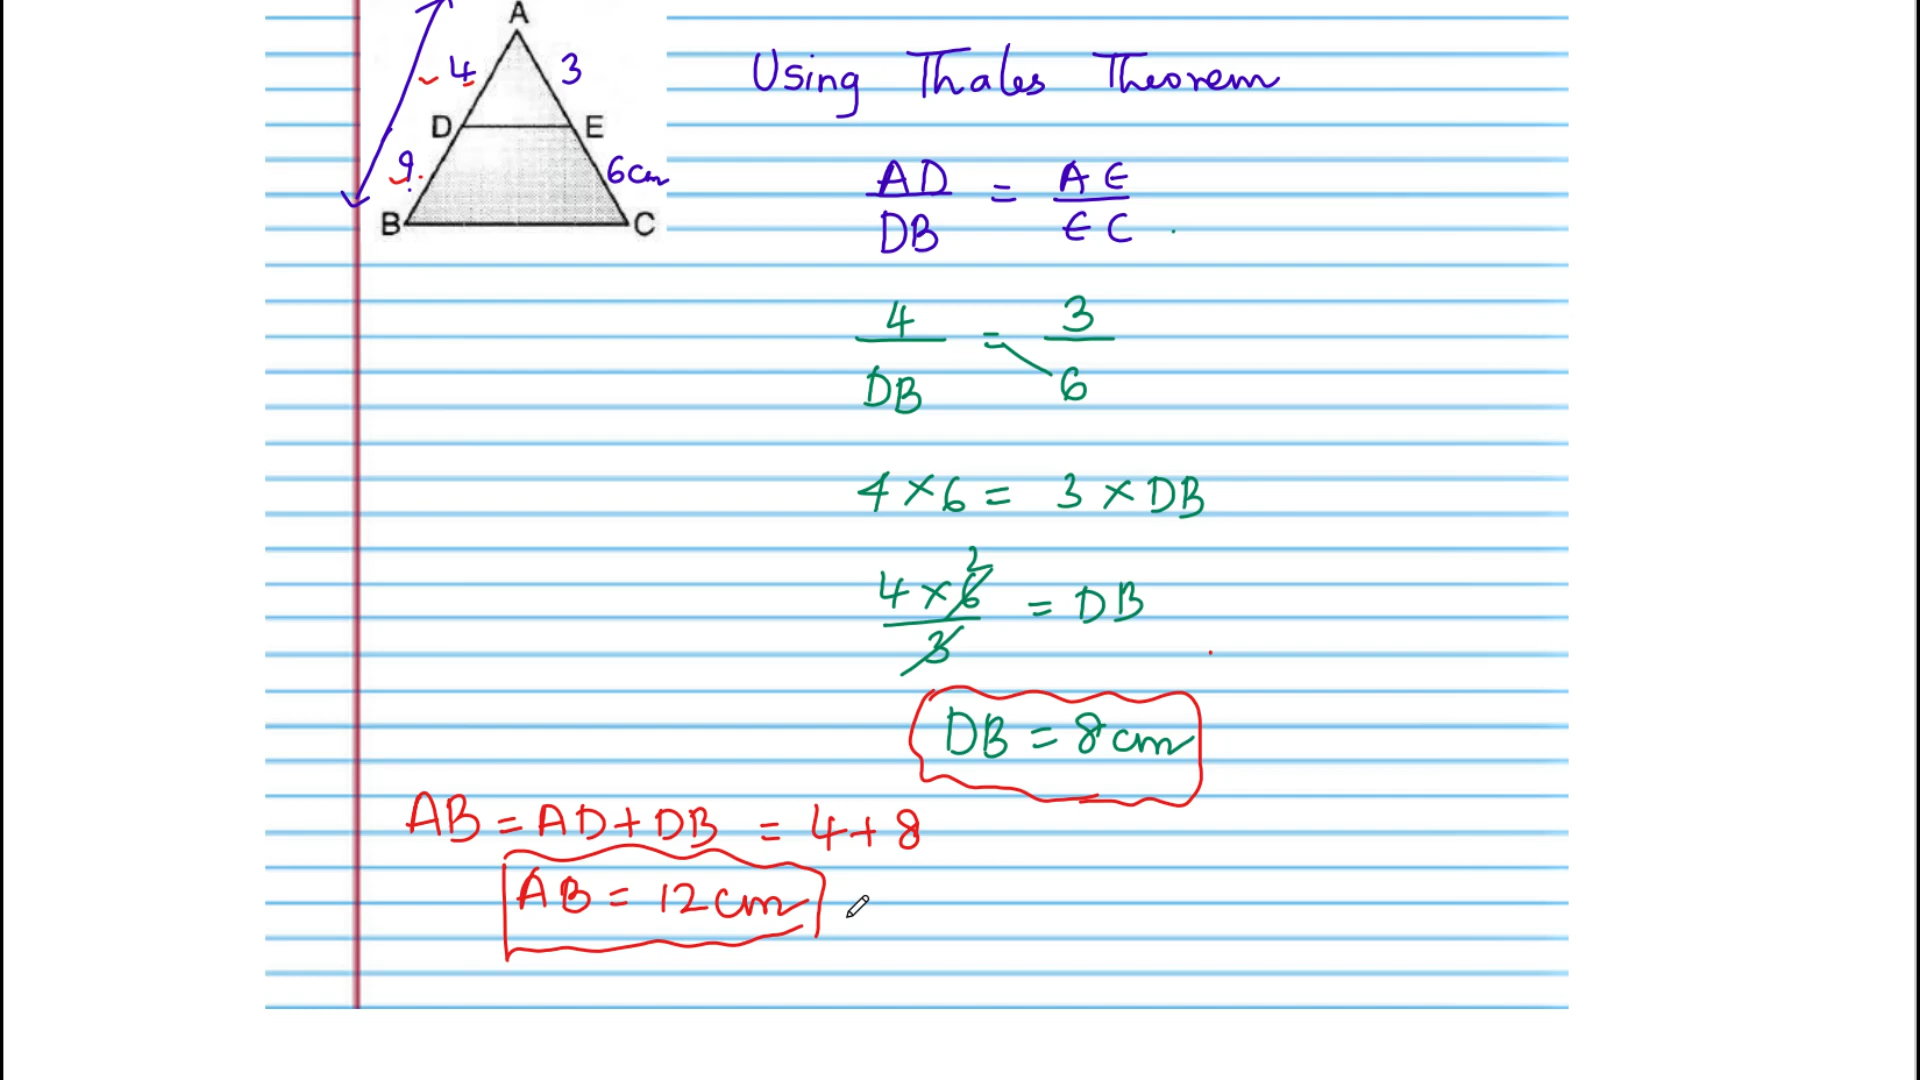 A
4 3
D E
? 6cm
B C
Using Thales Theorem
AD/DB = AE/EC
4/DB = 3/6
4 × 6 = 3 × DB
2
4 × 6/3 = DB
DB = 8cm
AB = AD + DB = 4 + 8
AB = 12cm